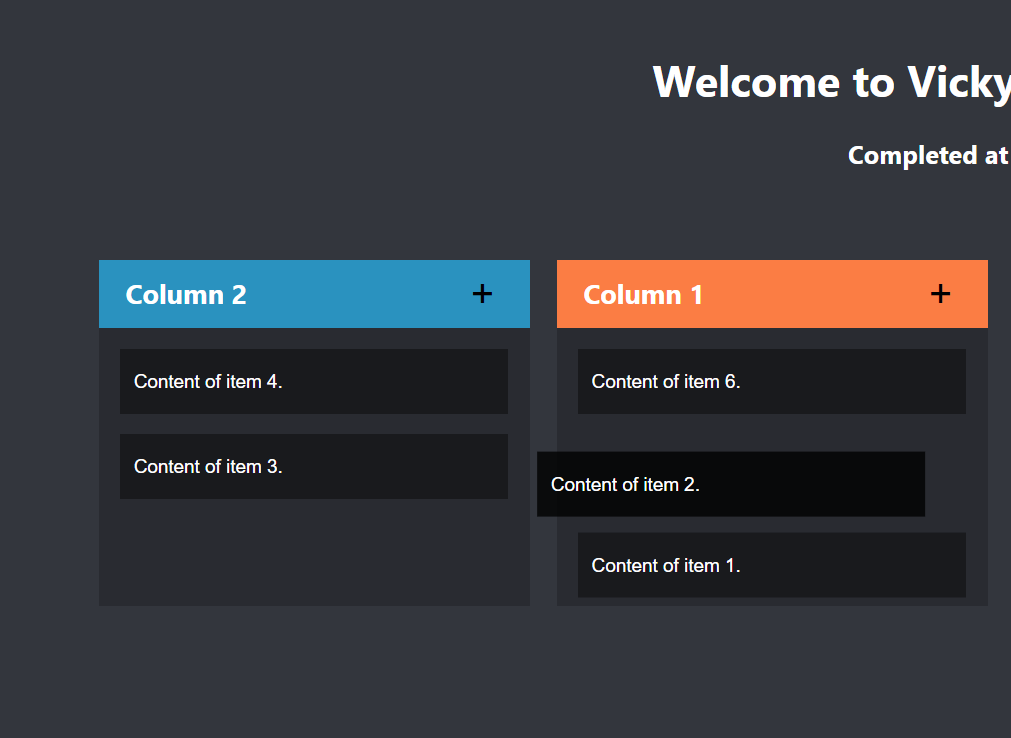 Welcome to Vicky
Completed at
Column 2 +
Content of item 4.
Content of item 3.
Column 1 +
Content of item 6.
Content of item 2.
Content of item 1.